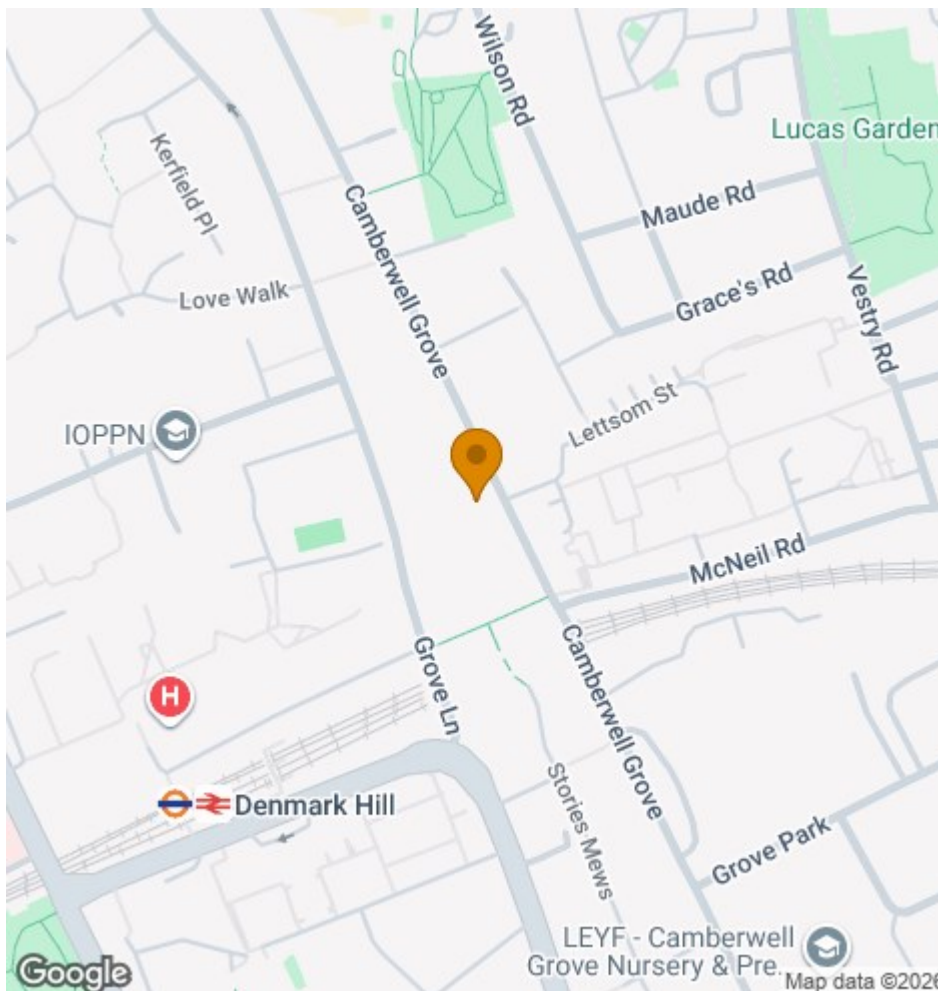 Wilson Rd
Lucas Garden
Kerfield Pl
Camberwell Grove
Maude Rd
Love Walk
Grace's Rd
Vestry Rd
IOPPN
Lettsom St
McNeil Rd
H
Grove Ln
Camberwell Grove
Denmark Hill
Stories Mews
Grove Park
LEYF - Camberwell
Grove Nursery & Pre...
Google
Map data ©2026